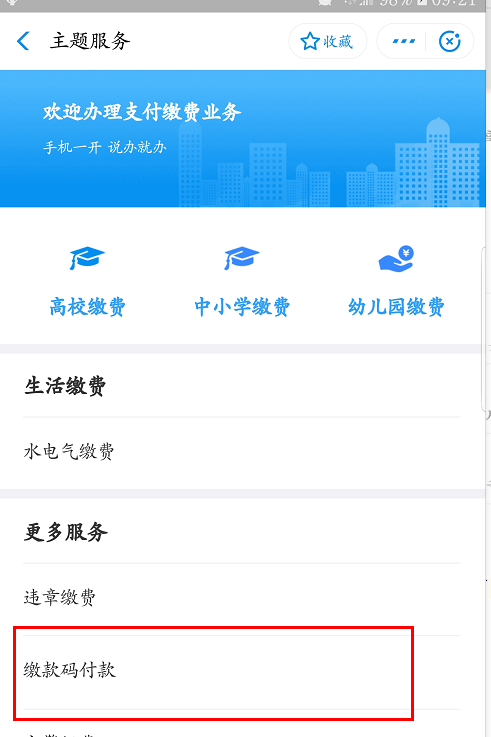 98% 09:21
主题服务
收藏
欢迎办理支付缴费业务
手机一开 说办就办
高校缴费
中小学缴费
幼儿园缴费
生活缴费
水电气缴费
更多服务
违章缴费
缴款码付款